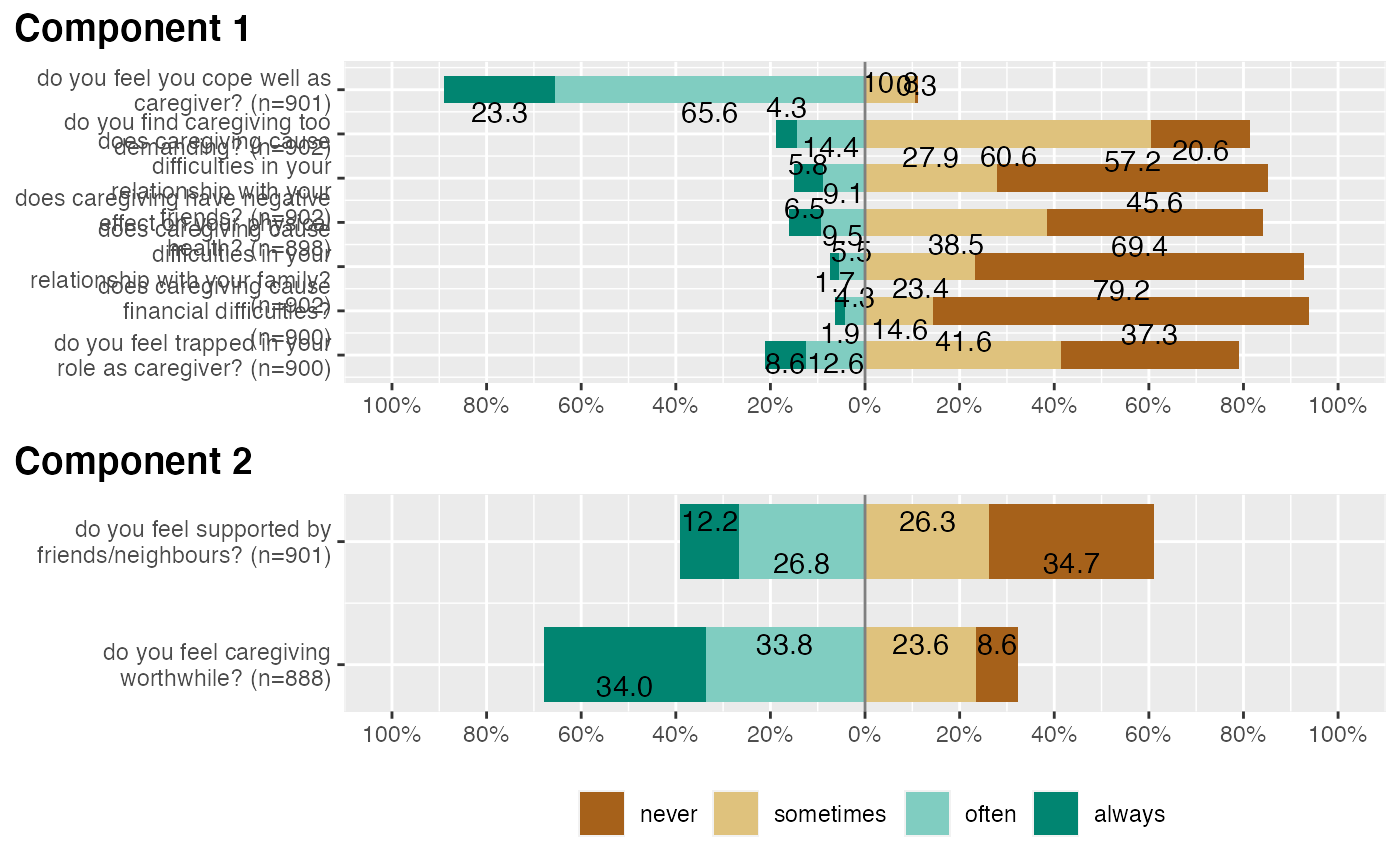 Component 1
do you feel you cope well as
caregiver? (n=901)
do you find caregiving too
demanding? (n=902)
does caregiving cause
difficulties in your
relationship with your
friends? (n=902)
does caregiving have negative
effect on your physical
health? (n=898)
does caregiving cause
difficulties in your
relationship with your family?
(n=902)
does caregiving cause
financial difficulties?
(n=900)
do you feel trapped in your
role as caregiver? (n=900)
23.3 65.6 10.8 0.3
4.3 14.4 60.6 20.6
5.8 9.1 27.9 57.2
6.5 9.5 38.5 45.6
1.7 5.5 23.4 69.4
1.9 4.3 14.6 79.2
8.6 12.6 41.6 37.3
100% 80% 60% 40% 20% 0% 20% 40% 60% 80% 100%
Component 2
do you feel supported by
friends/neighbours? (n=901)
12.2 26.8 26.3 34.7
do you feel caregiving
worthwhile? (n=888)
34.0 33.8 23.6 8.6
100% 80% 60% 40% 20% 0% 20% 40% 60% 80% 100%
never sometimes often always